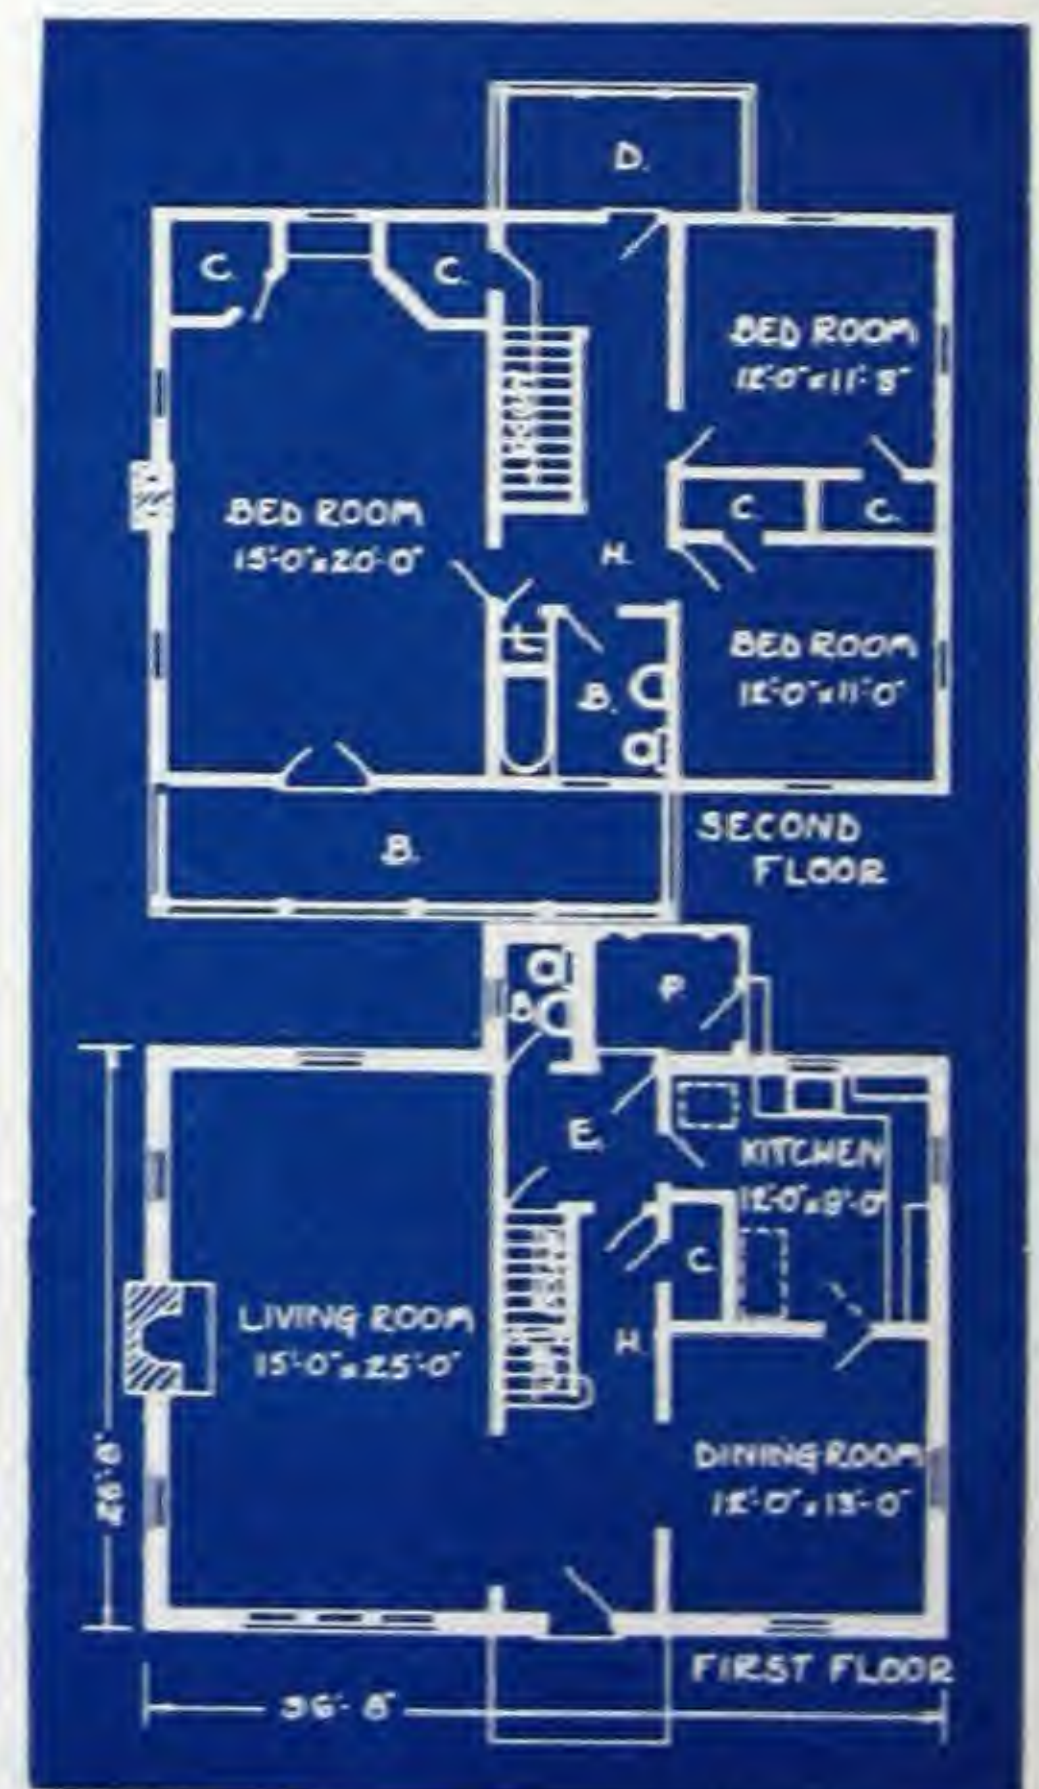 D.
C.
C.
BED ROOM
12'-0" x 11'-8"
BED ROOM
15'-0" x 20'-0"
C.
C.
H.
L
BED ROOM
12'-0" x 11'-0"
B.
B.
SECOND
FLOOR
B.
P.
E.
KITCHEN
12'-0" x 9'-0"
C.
LIVING ROOM
15'-0" x 25'-0"
H.
DINING ROOM
12'-0" x 13'-0"
26'-8"
FIRST FLOOR
36'-8"